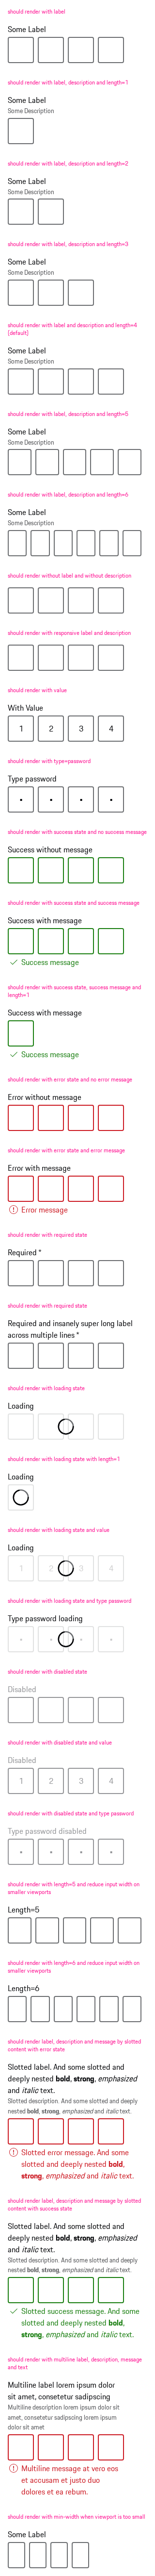 should render with label
Some Label
should render with label, description and length=1
Some Label
Some Description
should render with label, description and length=2
Some Label
Some Description
should render with label, description and length=3
Some Label
Some Description
should render with label and description and length=4
[default]
Some Label
Some Description
should render with label, description and length=5
Some Label
Some Description
should render with label, description and length=6
Some Label
Some Description
should render without label and without description
should render with responsive label and description
should render with value
With Value
1 2 3 4
should render with type=password
Type password
• • • •
should render with success state and no success message
Success without message
should render with success state and success message
Success with message
Success message
should render with success state, success message and
length=1
Success with message
Success message
should render with error state and no error message
Error without message
should render with error state and error message
Error with message
Error message
should render with required state
Required *
should render with required state
Required and insanely super long label
across multiple lines *
should render with loading state
Loading
should render with loading state with length=1
Loading
should render with loading state and value
Loading
1 2 3 4
should render with loading state and type password
Type password loading
• • • •
should render with disabled state
Disabled
should render with disabled state and value
Disabled
1 2 3 4
should render with disabled state and type password
Type password disabled
• • • •
should render with length=5 and reduce input width on
smaller viewports
Length=5
should render with length=6 and reduce input width on
smaller viewports
Length=6
should render label, description and message by slotted
content with error state
Slotted label. And some slotted and
deeply nested bold, strong, emphasized
and italic text.
Slotted description. And some slotted and deeply
nested bold, strong, emphasized and italic text.
Slotted error message. And some
slotted and deeply nested bold,
strong, emphasized and italic text.
should render label, description and message by slotted
content with success state
Slotted label. And some slotted and
deeply nested bold, strong, emphasized
and italic text.
Slotted description. And some slotted and deeply
nested bold, strong, emphasized and italic text.
Slotted success message. And some
slotted and deeply nested bold,
strong, emphasized and italic text.
should render with multiline label, description, message
and text
Multilinie label lorem ipsum dolor
sit amet, consetetur sadipscing
Multiline description lorem ipsum dolor sit
amet, consetetur sadipscing lorem ipsum
dolor sit amet
Multiline message at vero eos
et accusam et justo duo
dolores et ea rebum.
should render with min-width when viewport is too small
Some Label